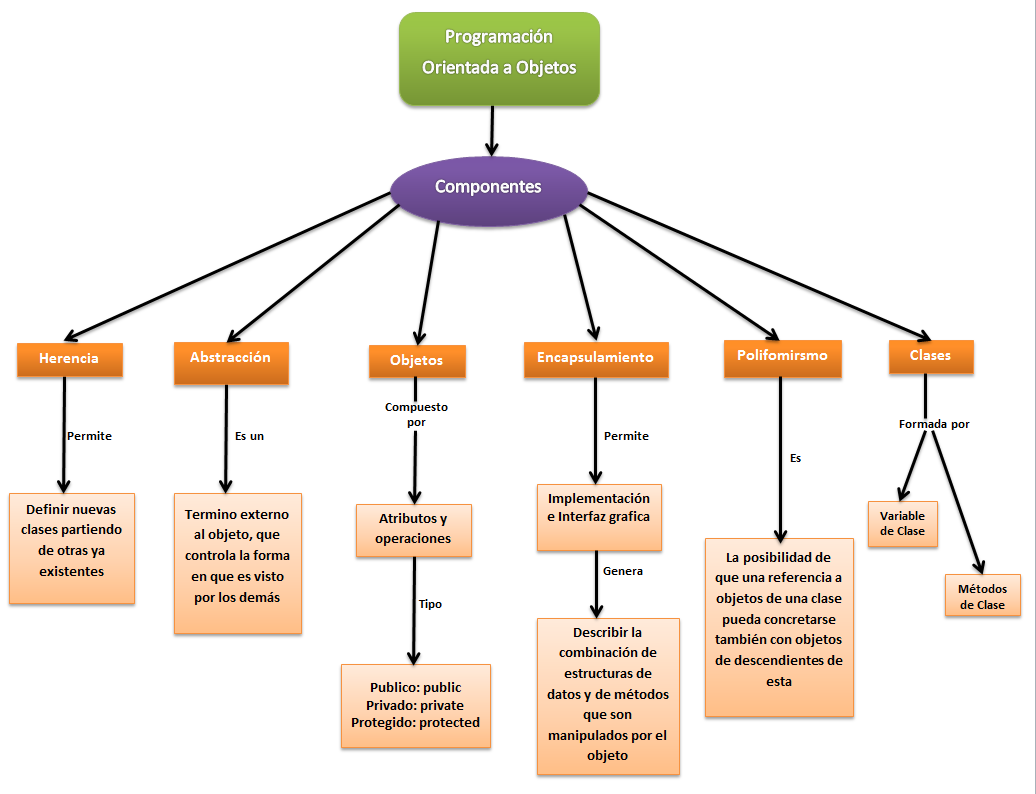 Programación
Orientada a Objetos
Componentes
Herencia
Abstracción
Objetos
Encapsulamiento
Polifomirsmo
Clases
Permite
Es un
Compuesto
por
Permite
Es
Formada por
Definir nuevas
clases partiendo
de otras ya
existentes
Termino externo
al objeto, que
controla la forma
en que es visto
por los demás
Atributos y
operaciones
Tipo
Publico: public
Privado: private
Protegido: protected
Implementación
e Interfaz grafica
Genera
Describir la
combinación de
estructuras de
datos y de métodos
que son
manipulados por el
objeto
La posibilidad de
que una referencia a
objetos de una clase
pueda concretarse
también con objetos
de descendientes de
esta
Variable
de Clase
Métodos
de Clase